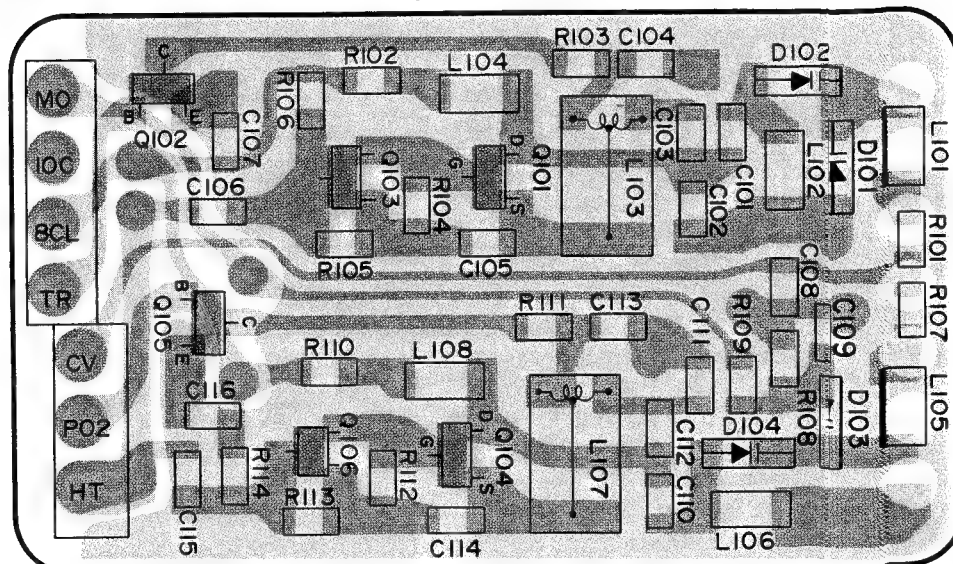 R103 C104
R102
D102
C
L104
MO
R106
B
E
Q102
C107
L101
C103
L102
D101
IOC
Q103
G
D
Q101
S
L103
C101
R104
C102
C106
8CL
R101
R105
C105
C108
TR
B
Q105
C
E
R111 C113
C111
R109
C109
R107
CV
R110
L108
C116
R108
D103
L105
D104
PO2
Q106
G
D
Q104
S
L107
C112
R114
R112
HT
C110
R113
C115
C114
L106